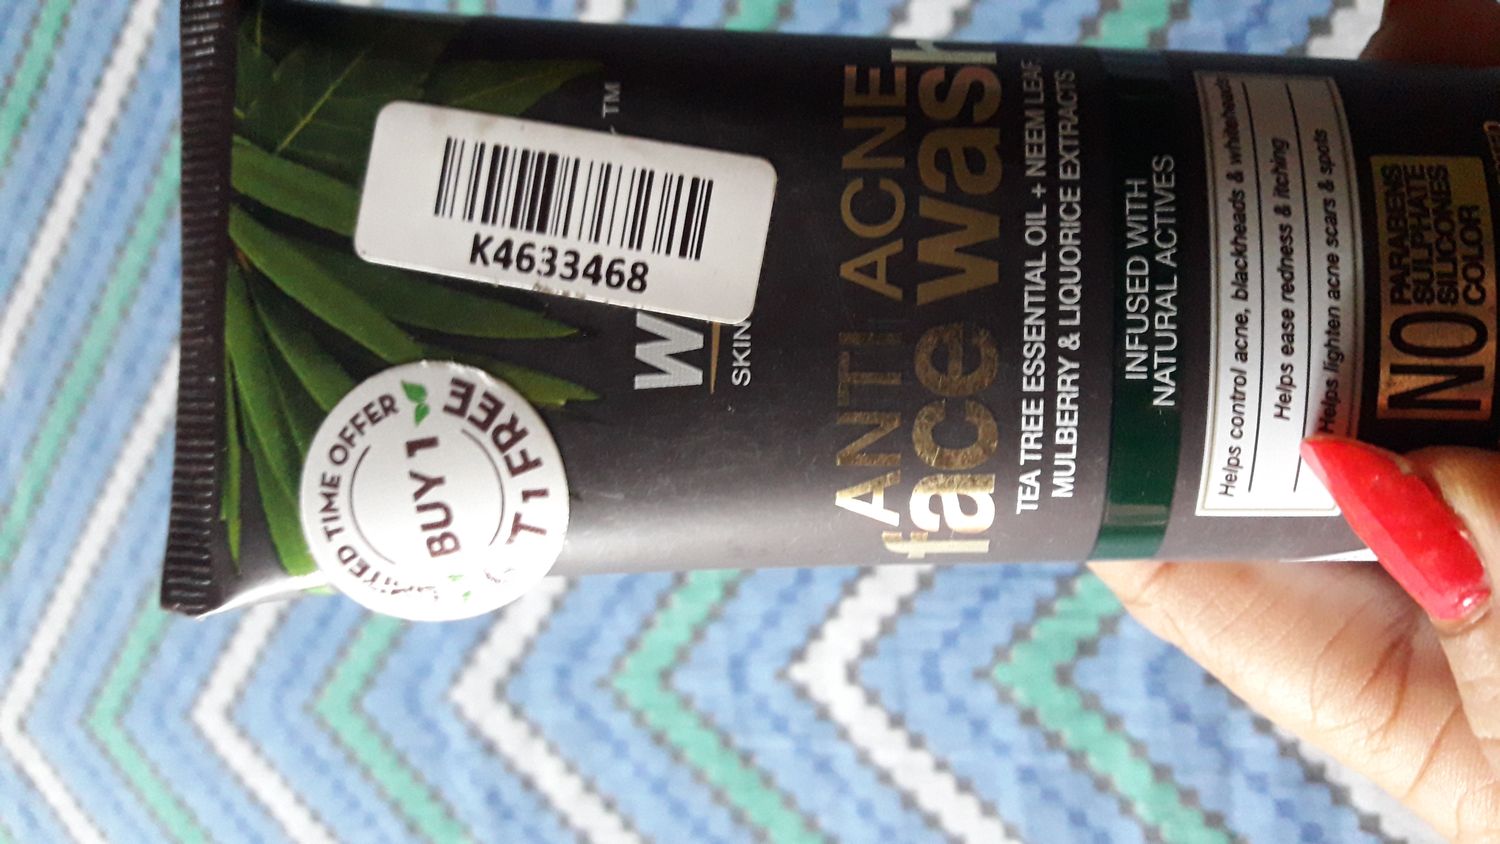 K4633468
LIMITED TIME OFFER
BUY 1
GET 1 FREE
W
TM
SKIN
ANTI ACNE
face wash
TEA TREE ESSENTIAL OIL + NEEM LEAF
MULBERRY & LIQUORICE EXTRACTS
INFUSED WITH
NATURAL ACTIVES
Helps control acne, blackheads & whiteheads
Helps ease redness & itching
Helps lighten acne scars & spots
NO
PARABENS
SULPHATE
SILICONES
COLOR